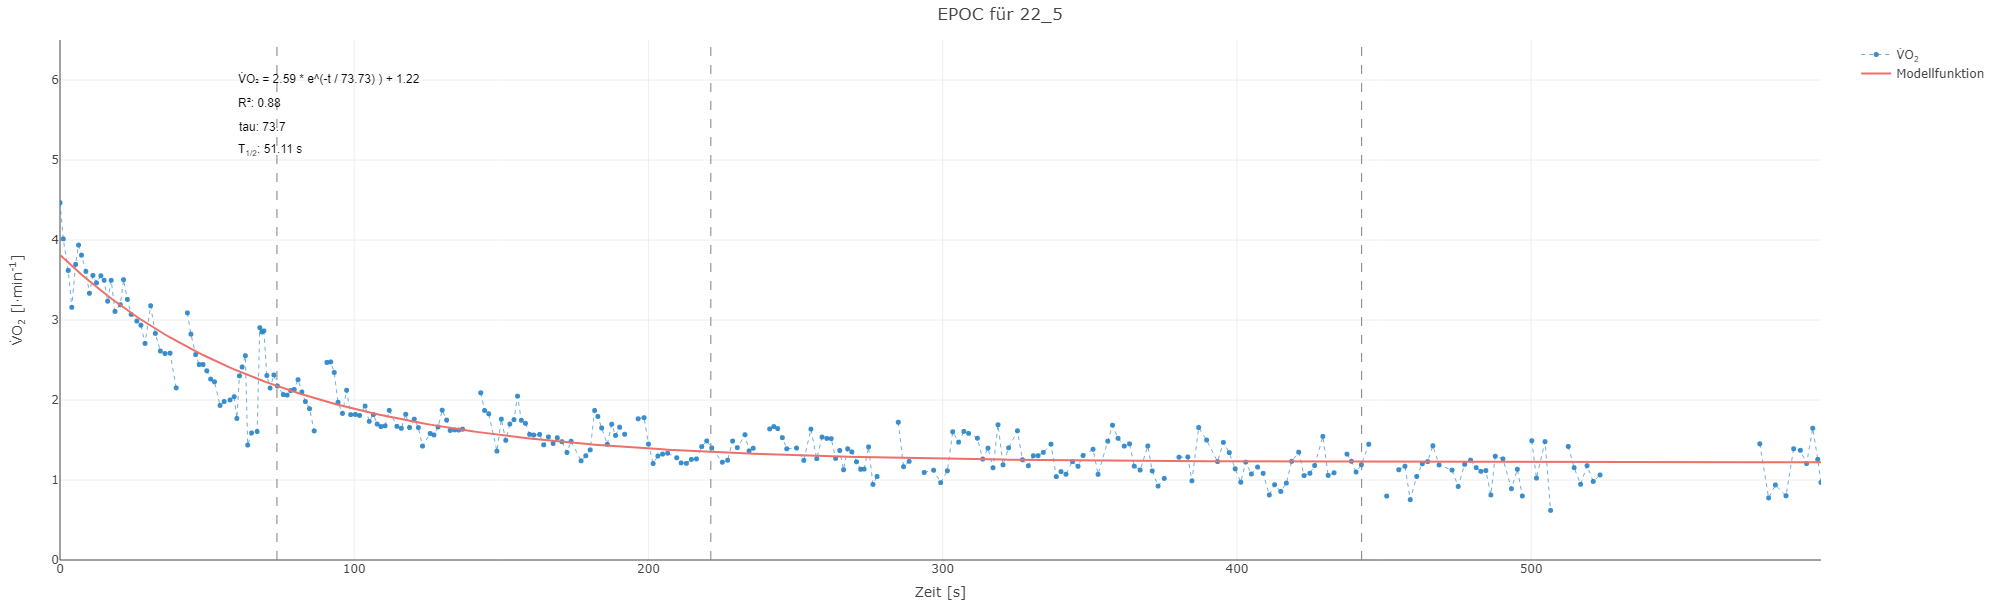 EPOC für 22_5
V̇O₂ = 2.59 * e^(-t / 73.73) ) + 1.22
R²: 0.88
tau: 73.7
T₁/₂: 51.11 s
V̇O₂
Modellfunktion
V̇O₂ [l·min⁻¹]
6
5
4
3
2
1
0
0 100 200 300 400 500
Zeit [s]